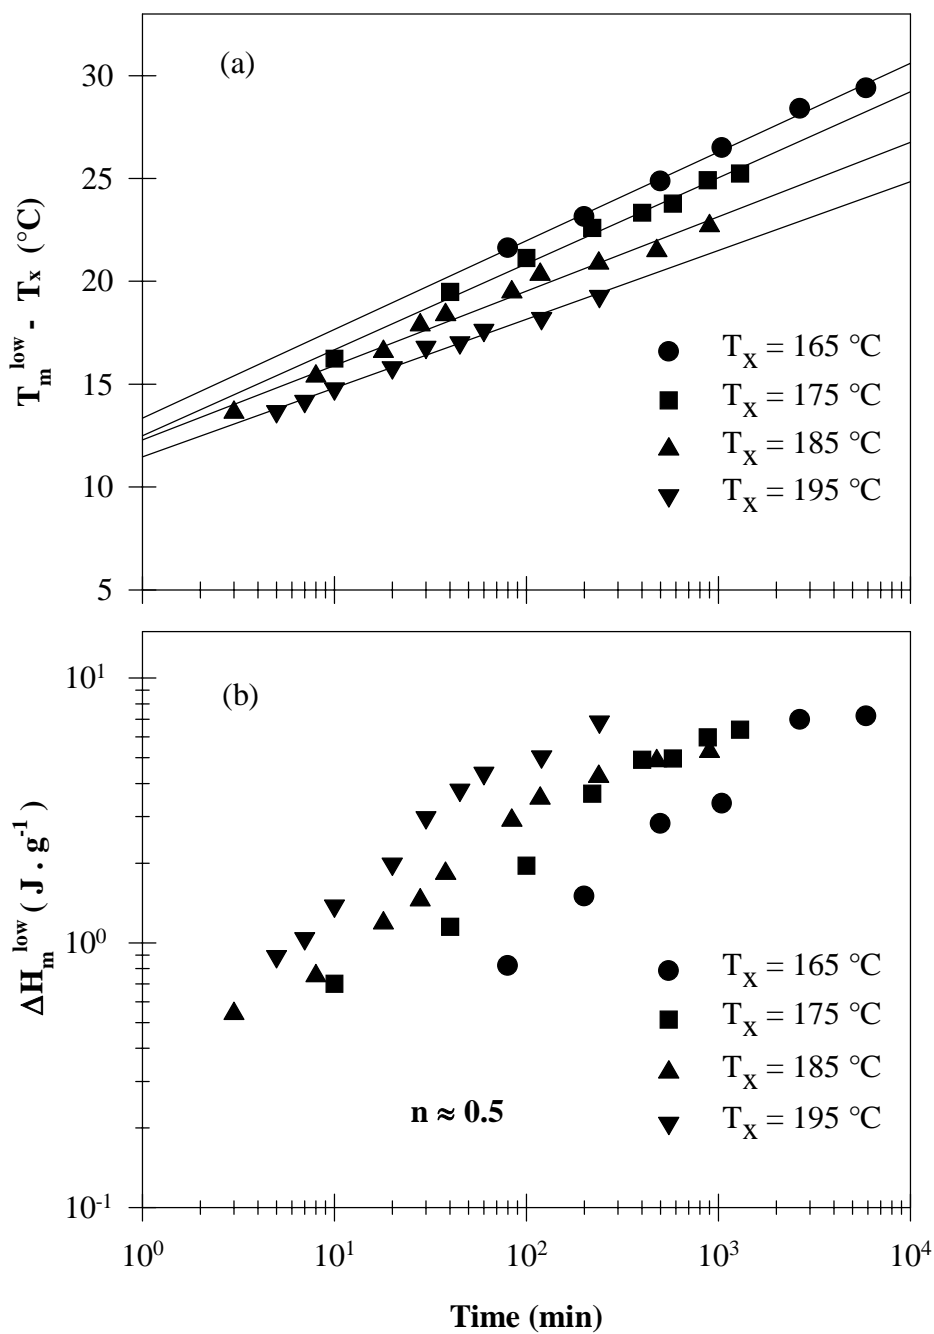 (a)
30
25
20
15
10
5
T_m^low - T_x (°C)
T_X = 165 °C
T_X = 175 °C
T_X = 185 °C
T_X = 195 °C
(b)
10^1
10^0
10^-1
ΔH_m^low ( J . g^-1)
T_X = 165 °C
T_X = 175 °C
T_X = 185 °C
T_X = 195 °C
n ≈ 0.5
10^0 10^1 10^2 10^3 10^4
Time (min)